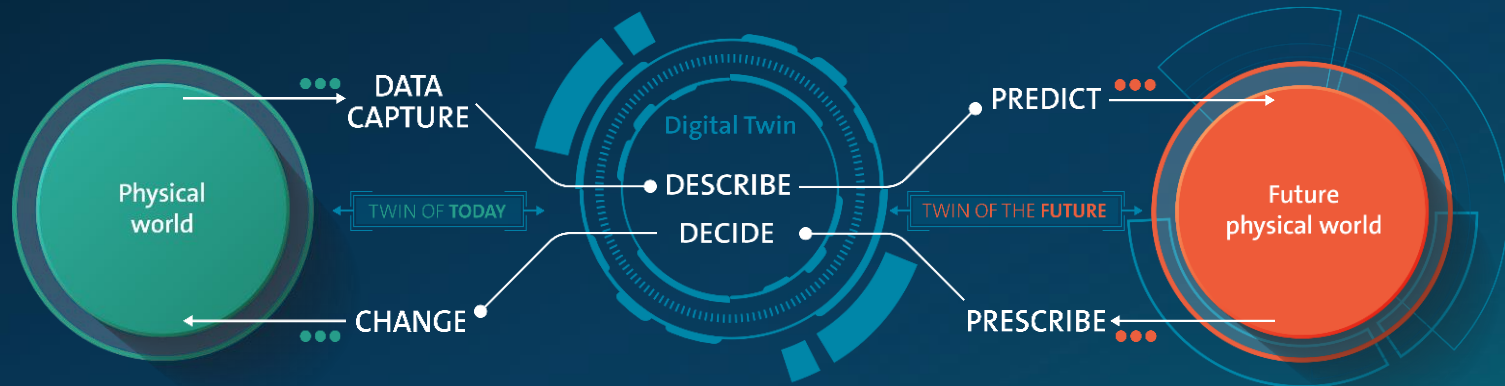 DATA
CAPTURE
PREDICT
Digital Twin
Physical
world
DESCRIBE
Future
physical world
TWIN OF TODAY
TWIN OF THE FUTURE
DECIDE
CHANGE
PRESCRIBE